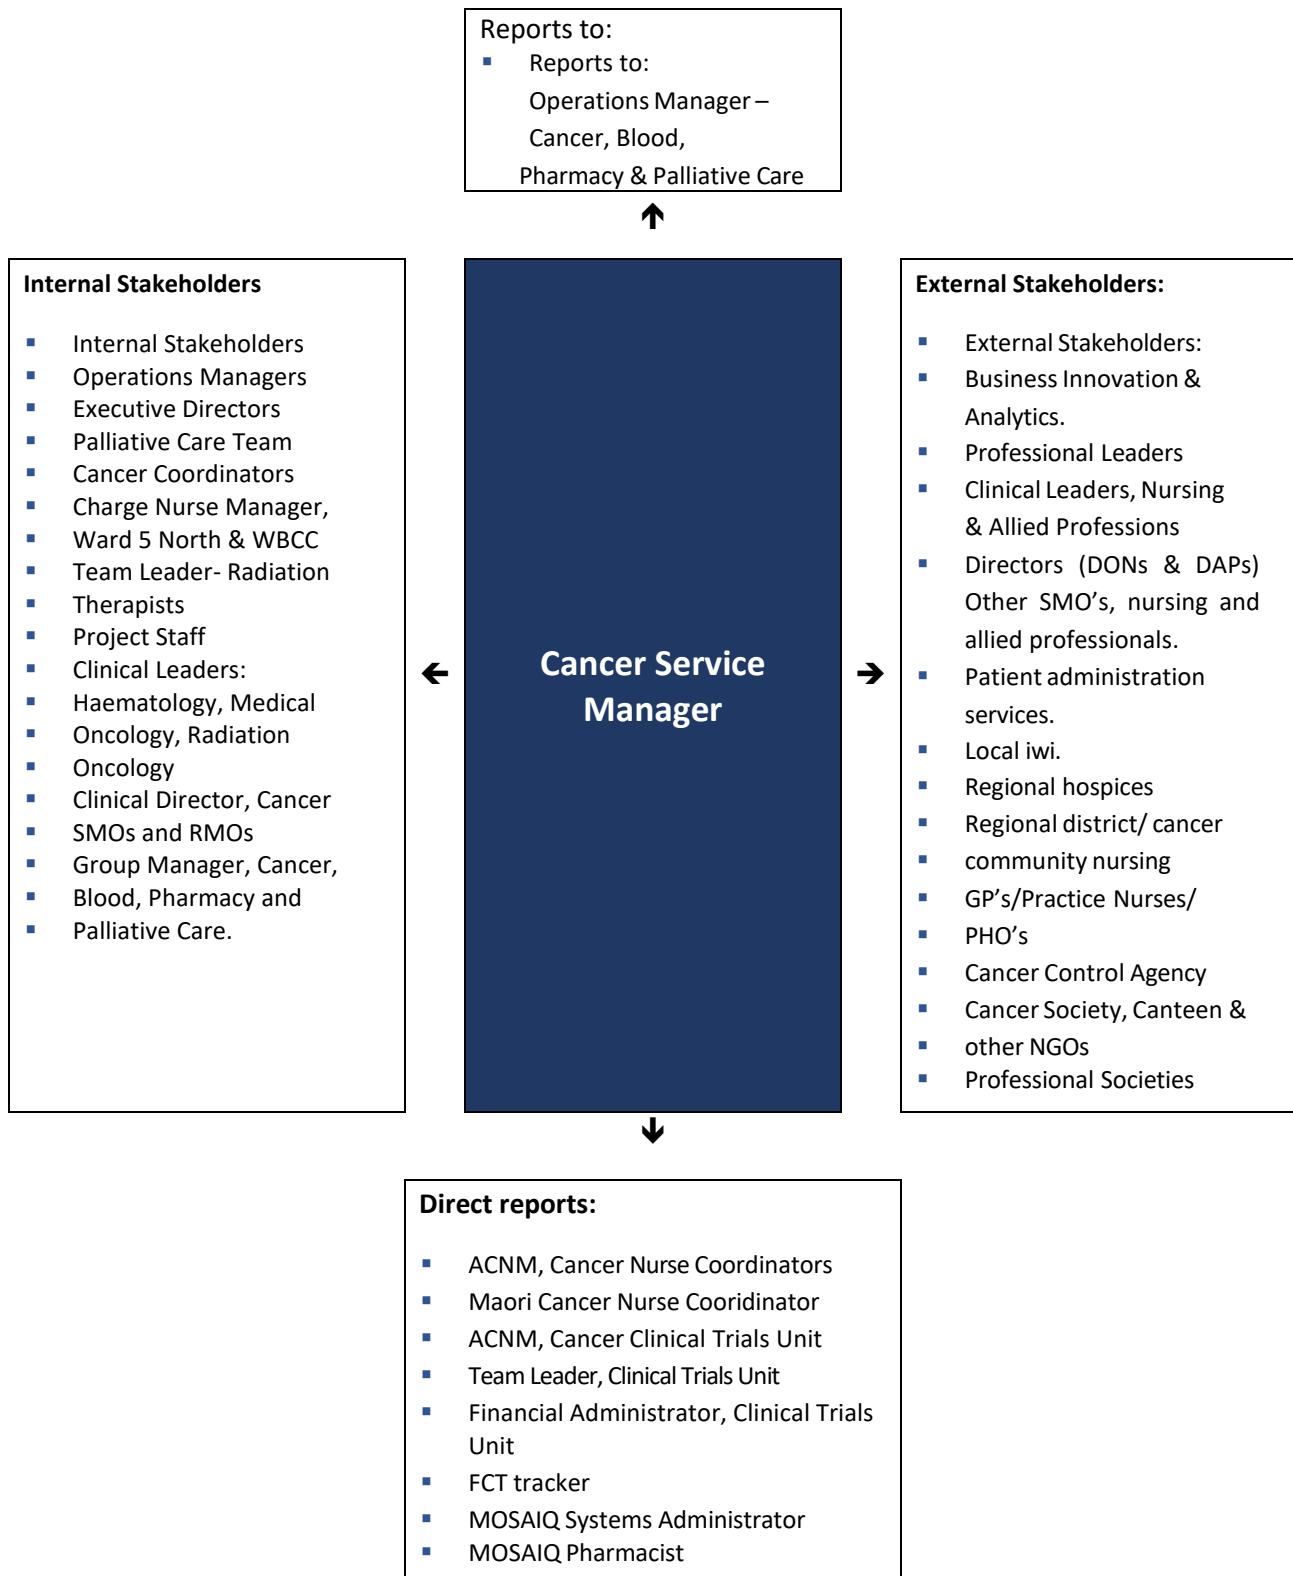 Reports to:
▪ Reports to:
Operations Manager –
Cancer, Blood,
Pharmacy & Palliative Care
🡹
Internal Stakeholders
▪ Internal Stakeholders
▪ Operations Managers
▪ Executive Directors
▪ Palliative Care Team
▪ Cancer Coordinators
▪ Charge Nurse Manager,
▪ Ward 5 North & WBCC
▪ Team Leader- Radiation
▪ Therapists
▪ Project Staff
▪ Clinical Leaders:
▪ Haematology, Medical
▪ Oncology, Radiation
▪ Oncology
▪ Clinical Director, Cancer
▪ SMOs and RMOs
▪ Group Manager, Cancer,
▪ Blood, Pharmacy and
▪ Palliative Care.
🡸
Cancer Service
Manager
🡺
External Stakeholders:
▪ External Stakeholders:
▪ Business Innovation &
Analytics.
▪ Professional Leaders
▪ Clinical Leaders, Nursing
& Allied Professions
▪ Directors (DONs & DAPs)
Other SMO's, nursing and
allied professionals.
▪ Patient administration
services.
▪ Local iwi.
▪ Regional hospices
▪ Regional district/ cancer
▪ community nursing
▪ GP's/Practice Nurses/
▪ PHO's
▪ Cancer Control Agency
▪ Cancer Society, Canteen &
▪ other NGOs
▪ Professional Societies
🡻
Direct reports:
▪ ACNM, Cancer Nurse Coordinators
▪ Maori Cancer Nurse Cooridinator
▪ ACNM, Cancer Clinical Trials Unit
▪ Team Leader, Clinical Trials Unit
▪ Financial Administrator, Clinical Trials
Unit
▪ FCT tracker
▪ MOSAIQ Systems Administrator
▪ MOSAIQ Pharmacist